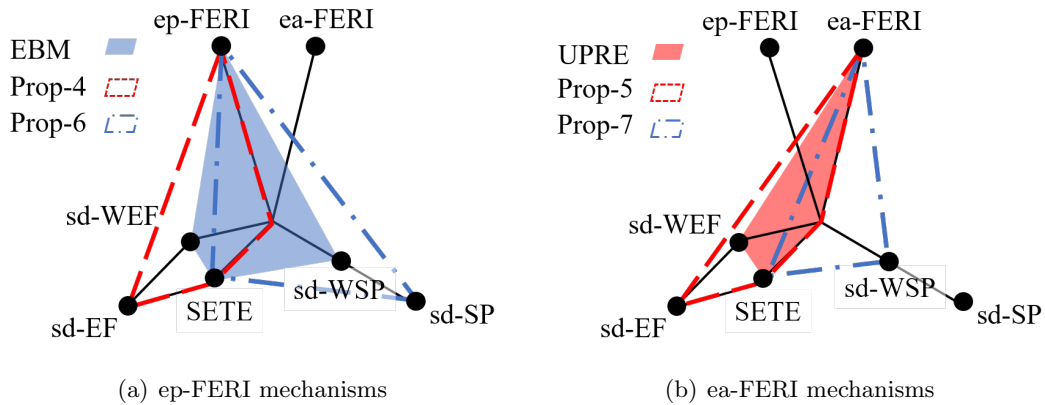 ep-FERI ea-FERI
EBM
Prop-4
Prop-6
sd-WEF
sd-WSP
SETE
sd-EF
sd-SP
(a) ep-FERI mechanisms
ep-FERI ea-FERI
UPRE
Prop-5
Prop-7
sd-WEF
sd-WSP
SETE
sd-EF
sd-SP
(b) ea-FERI mechanisms